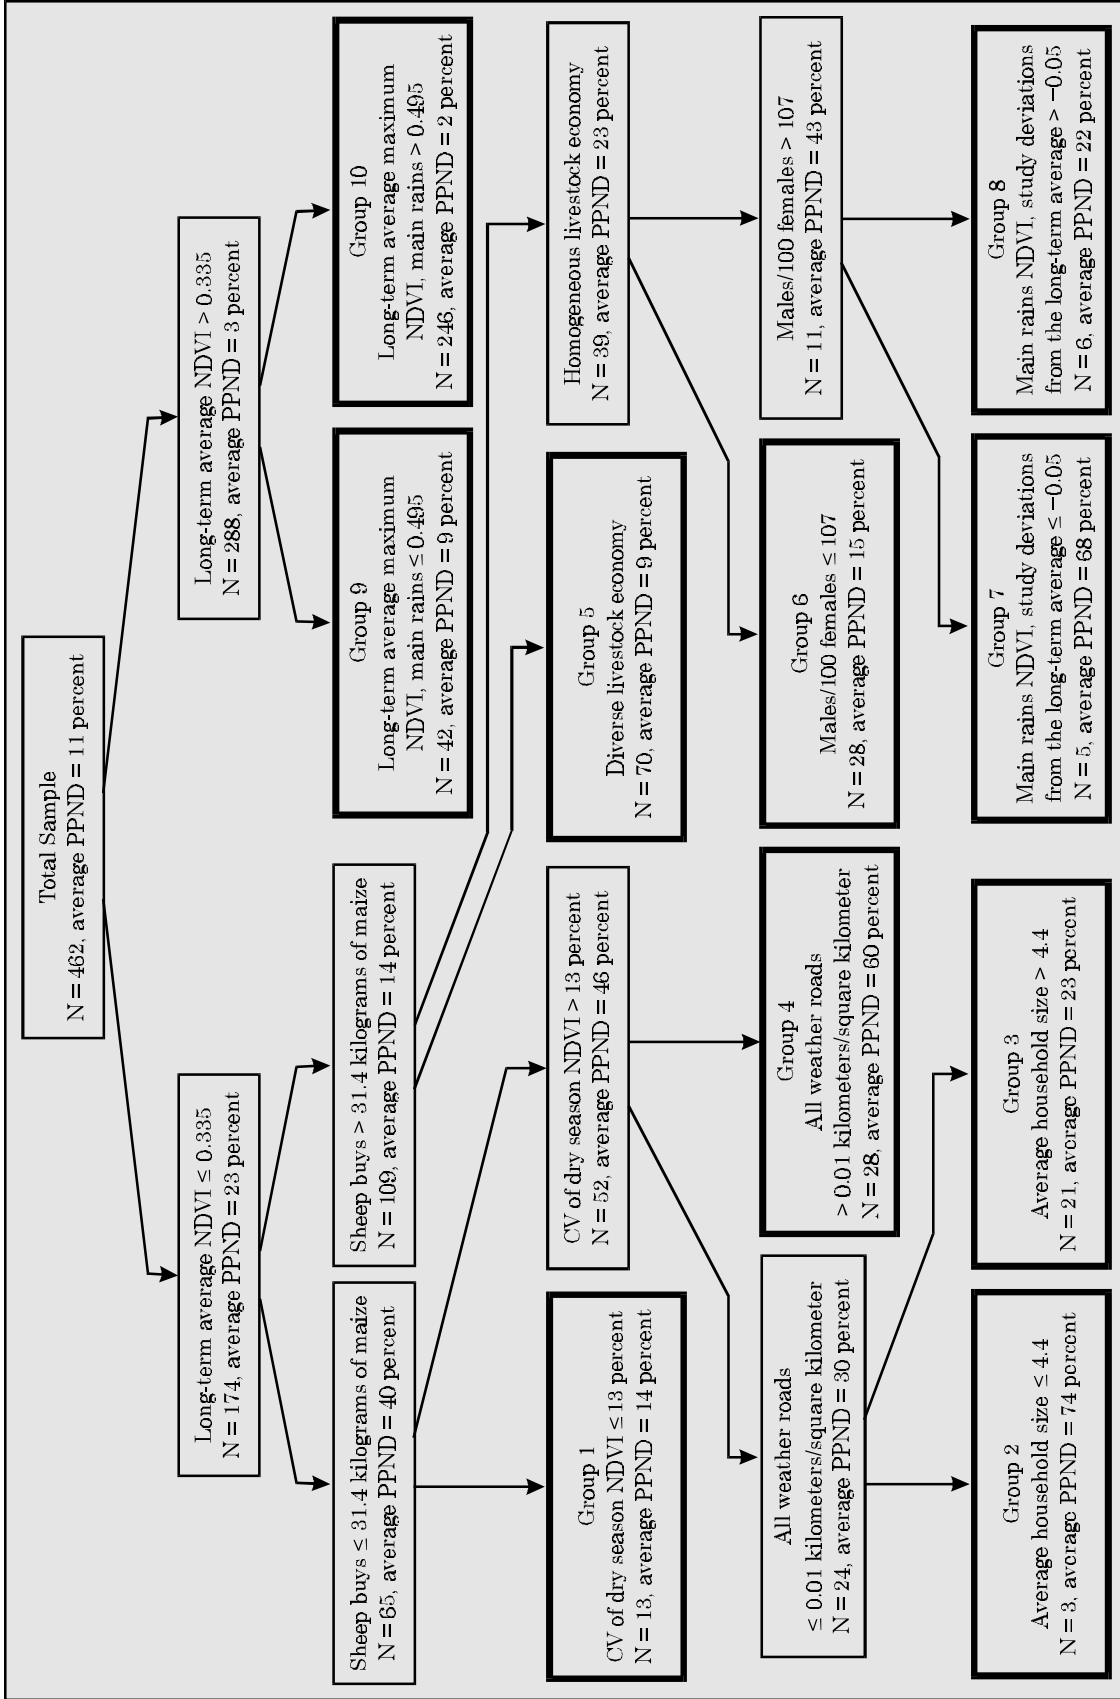 Total Sample
N = 462, average PPND = 11 percent
Long-term average NDVI ≤ 0.335
N = 174, average PPND = 23 percent
Long-term average NDVI > 0.335
N = 288, average PPND = 3 percent
Sheep buys ≤ 31.4 kilograms of maize
N = 65, average PPND = 40 percent
Sheep buys > 31.4 kilograms of maize
N = 109, average PPND = 14 percent
Group 9
Long-term average maximum
NDVI, main rains ≤ 0.495
N = 42, average PPND = 9 percent
Group 10
Long-term average maximum
NDVI, main rains > 0.495
N = 246, average PPND = 2 percent
Group 1
CV of dry season NDVI ≤ 13 percent
N = 13, average PPND = 14 percent
CV of dry season NDVI > 13 percent
N = 52, average PPND = 46 percent
Group 5
Diverse livestock economy
N = 70, average PPND = 9 percent
Homogeneous livestock economy
N = 39, average PPND = 23 percent
All weather roads
≤ 0.01 kilometers/square kilometer
N = 24, average PPND = 30 percent
Group 4
All weather roads
> 0.01 kilometers/square kilometer
N = 28, average PPND = 60 percent
Group 6
Males/100 females ≤ 107
N = 28, average PPND = 15 percent
Males/100 females > 107
N = 11, average PPND = 43 percent
Group 2
Average household size ≤ 4.4
N = 3, average PPND = 74 percent
Group 3
Average household size > 4.4
N = 21, average PPND = 23 percent
Group 7
Main rains NDVI, study deviations
from the long-term average ≤ −0.05
N = 5, average PPND = 68 percent
Group 8
Main rains NDVI, study deviations
from the long-term average > −0.05
N = 6, average PPND = 22 percent